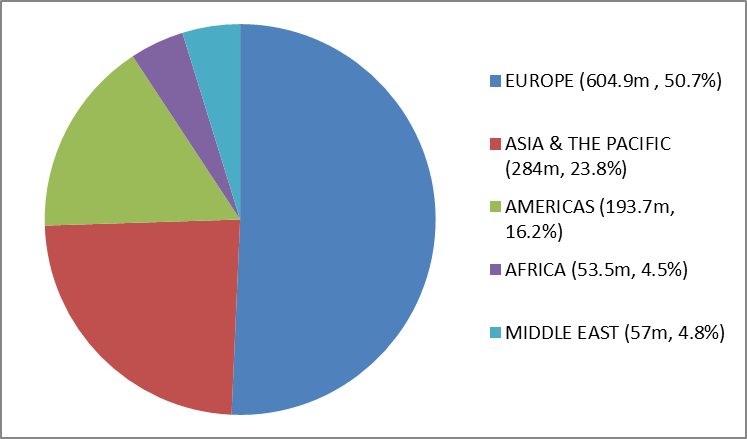 EUROPE (604.9m , 50.7%)
ASIA & THE PACIFIC
(284m, 23.8%)
AMERICAS (193.7m,
16.2%)
AFRICA (53.5m, 4.5%)
MIDDLE EAST (57m, 4.8%)